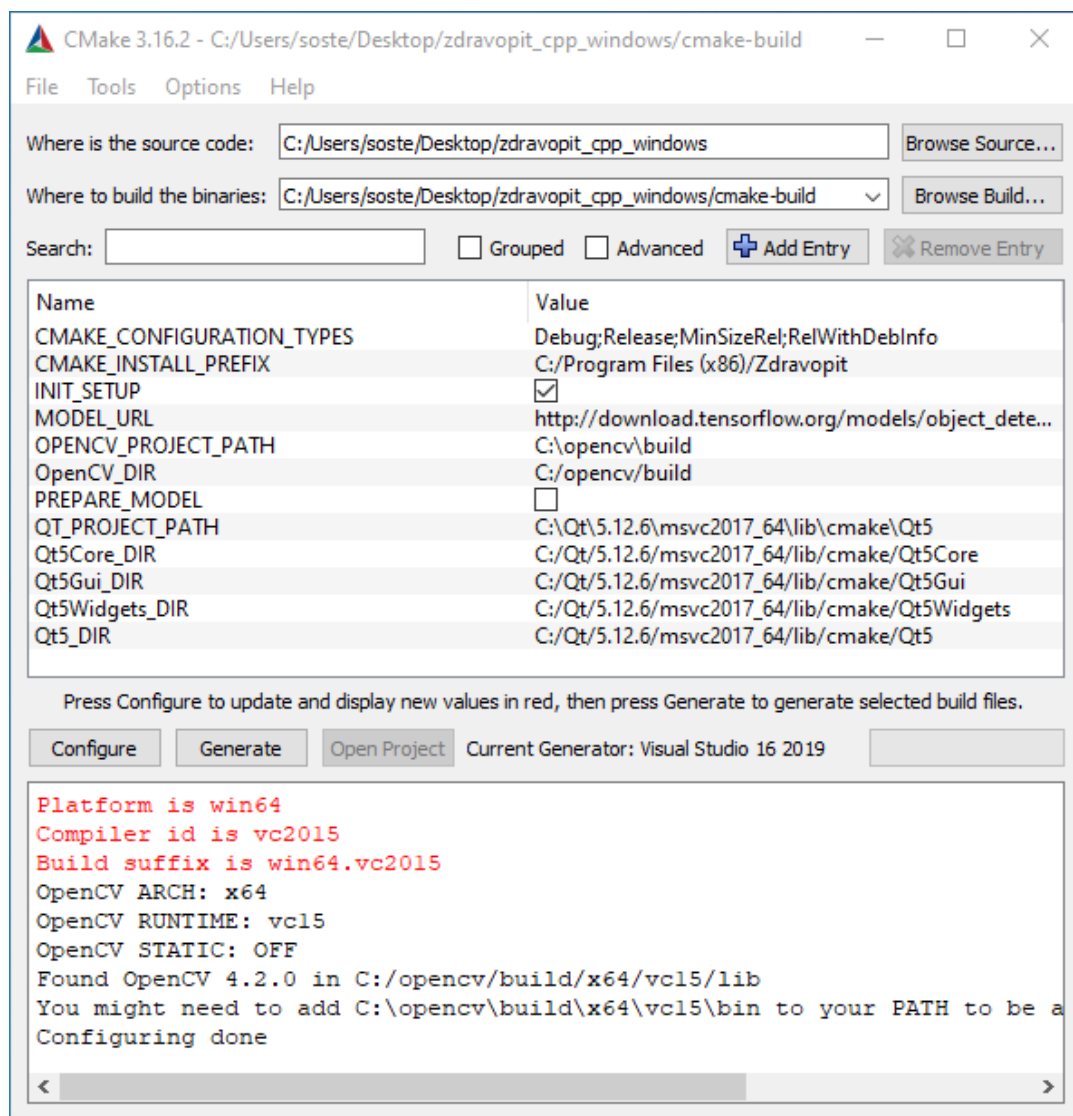 CMake 3.16.2 - C:/Users/soste/Desktop/zdravopit_cpp_windows/cmake-build
File Tools Options Help
Where is the source code: C:/Users/soste/Desktop/zdravopit_cpp_windows Browse Source...
Where to build the binaries: C:/Users/soste/Desktop/zdravopit_cpp_windows/cmake-build Browse Build...
Search: Grouped Advanced Add Entry Remove Entry
Name Value
CMAKE_CONFIGURATION_TYPES Debug;Release;MinSizeRel;RelWithDebInfo
CMAKE_INSTALL_PREFIX C:/Program Files (x86)/Zdravopit
INIT_SETUP
MODEL_URL http://download.tensorflow.org/models/object_dete...
OPENCV_PROJECT_PATH C:\opencv\build
OpenCV_DIR C:/opencv/build
PREPARE_MODEL
QT_PROJECT_PATH C:\Qt\5.12.6\msvc2017_64\lib\cmake\Qt5
Qt5Core_DIR C:/Qt/5.12.6/msvc2017_64/lib/cmake/Qt5Core
Qt5Gui_DIR C:/Qt/5.12.6/msvc2017_64/lib/cmake/Qt5Gui
Qt5Widgets_DIR C:/Qt/5.12.6/msvc2017_64/lib/cmake/Qt5Widgets
Qt5_DIR C:/Qt/5.12.6/msvc2017_64/lib/cmake/Qt5
Press Configure to update and display new values in red, then press Generate to generate selected build files.
Configure Generate Open Project Current Generator: Visual Studio 16 2019
Platform is win64
Compiler id is vc2015
Build suffix is win64.vc2015
OpenCV ARCH: x64
OpenCV RUNTIME: vc15
OpenCV STATIC: OFF
Found OpenCV 4.2.0 in C:/opencv/build/x64/vc15/lib
You might need to add C:\opencv\build\x64\vc15\bin to your PATH to be a
Configuring done